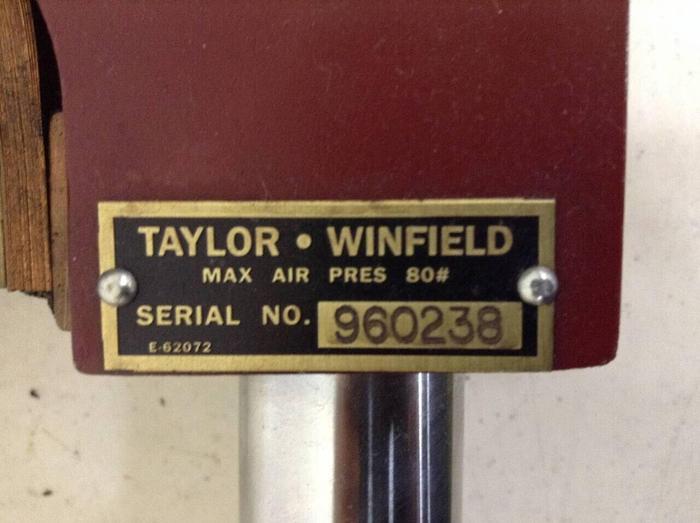 TAYLOR • WINFIELD
MAX AIR PRES 80#
SERIAL NO. 960238
E-62072